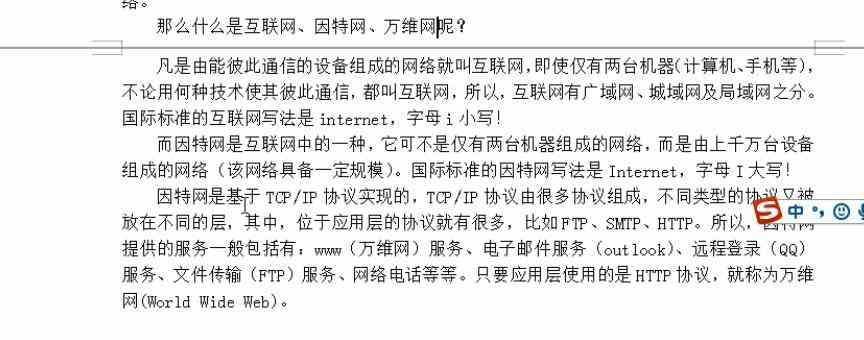 络。
那么什么是互联网、因特网、万维网呢?
凡是由能彼此通信的设备组成的网络就叫互联网,即使仅有两台机器(计算机、手机等),
不论用何种技术使其彼此通信，都叫互联网，所以，互联网有广域网、城域网及局域网之分。
国际标准的互联网写法是 internet，字母 i 小写!
而因特网是互联网中的一种，它可不是仅有两台机器组成的网络，而是由上千万台设备
组成的网络（该网络具备一定规模）。国际标准的因特网写法是 Internet，字母 I 大写!
因特网是基于 TCP/IP 协议实现的，TCP/IP 协议由很多协议组成，不同类型的协议又被
放在不同的层，其中，位于应用层的协议就有很多，比如 FTP、SMTP、HTTP。所以，因特网
提供的服务一般包括有：www（万维网）服务、电子邮件服务（outlook）、远程登录（QQ）
服务、文件传输（FTP）服务、网络电话等等。只要应用层使用的是 HTTP 协议，就称为万维
网(World Wide Web)。
S 中